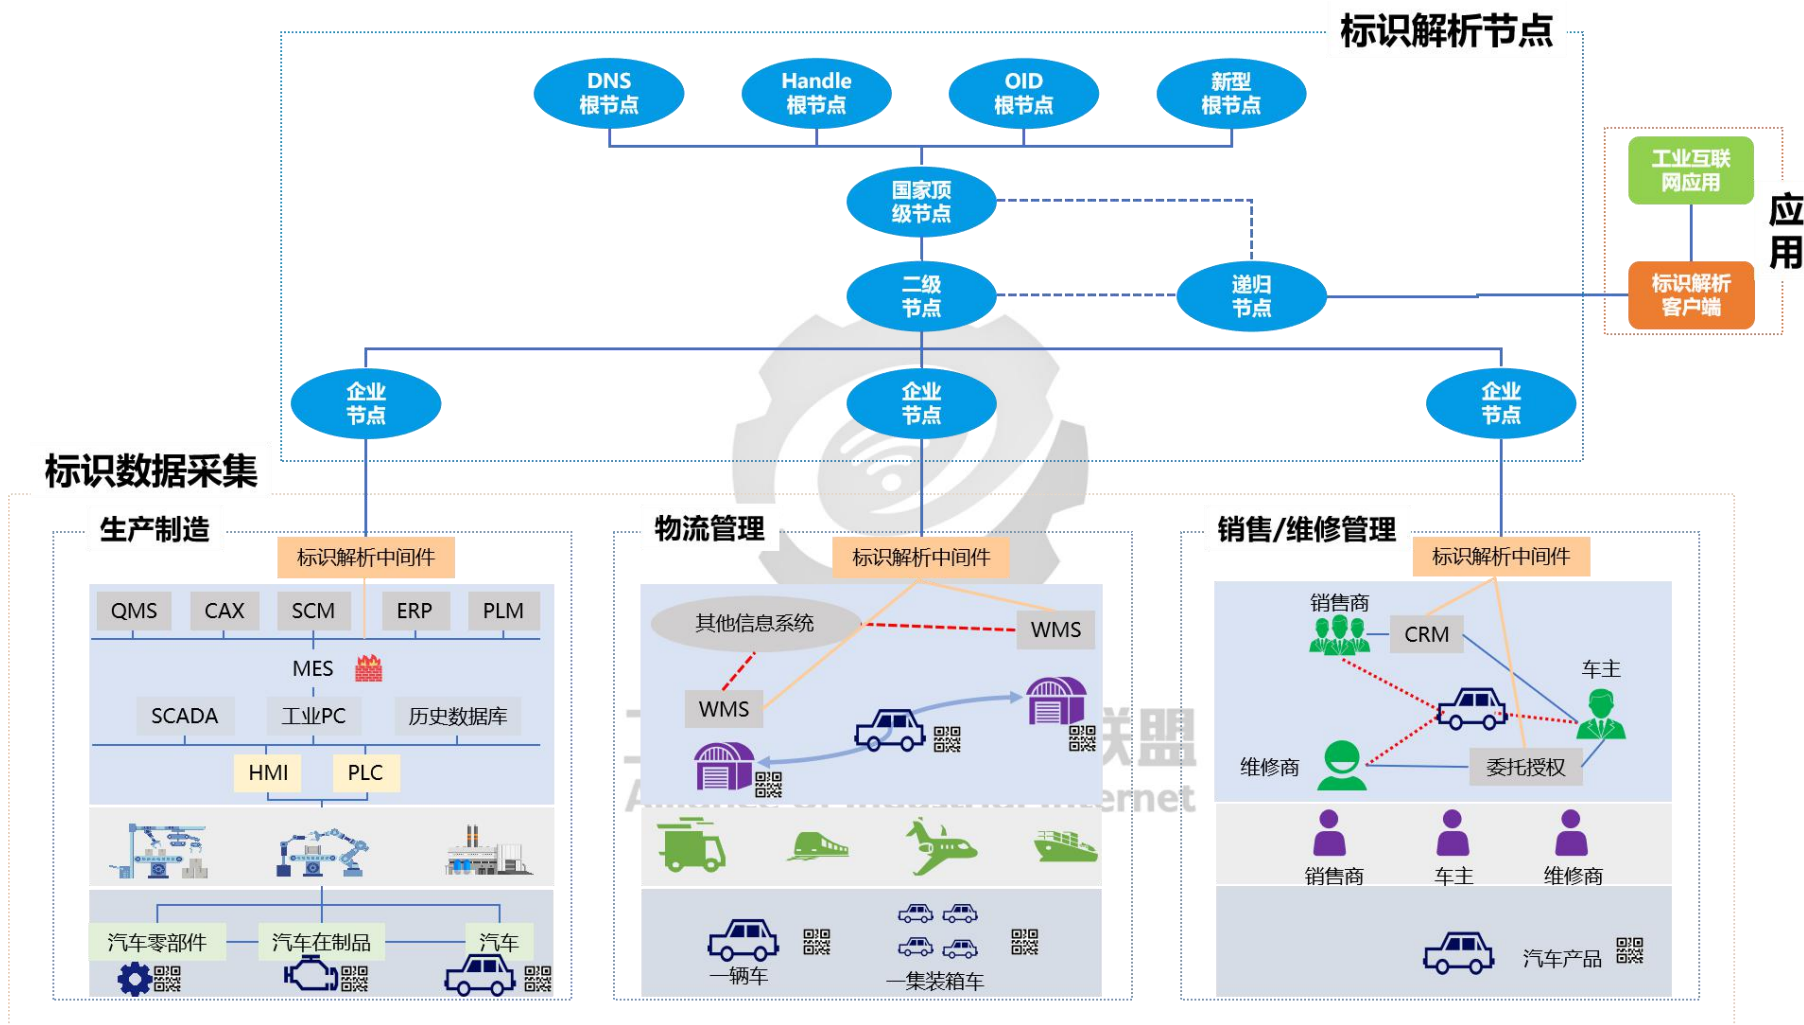 标识解析节点
DNS
根节点
Handle
根节点
OID
根节点
新型
根节点
国家顶
级节点
二级
节点
递归
节点
工业互联
网应用
标识解析
客户端
应
用
企业
节点
企业
节点
企业
节点
标识数据采集
生产制造
标识解析中间件
QMS
CAX
SCM
ERP
PLM
MES
SCADA
工业PC
历史数据库
HMI
PLC
汽车零部件
汽车在制品
汽车
物流管理
标识解析中间件
其他信息系统
WMS
WMS
联盟
Alliance of Industrial Internet
一辆车
一集装箱车
销售/维修管理
标识解析中间件
销售商
CRM
车主
维修商
委托授权
销售商
车主
维修商
汽车产品